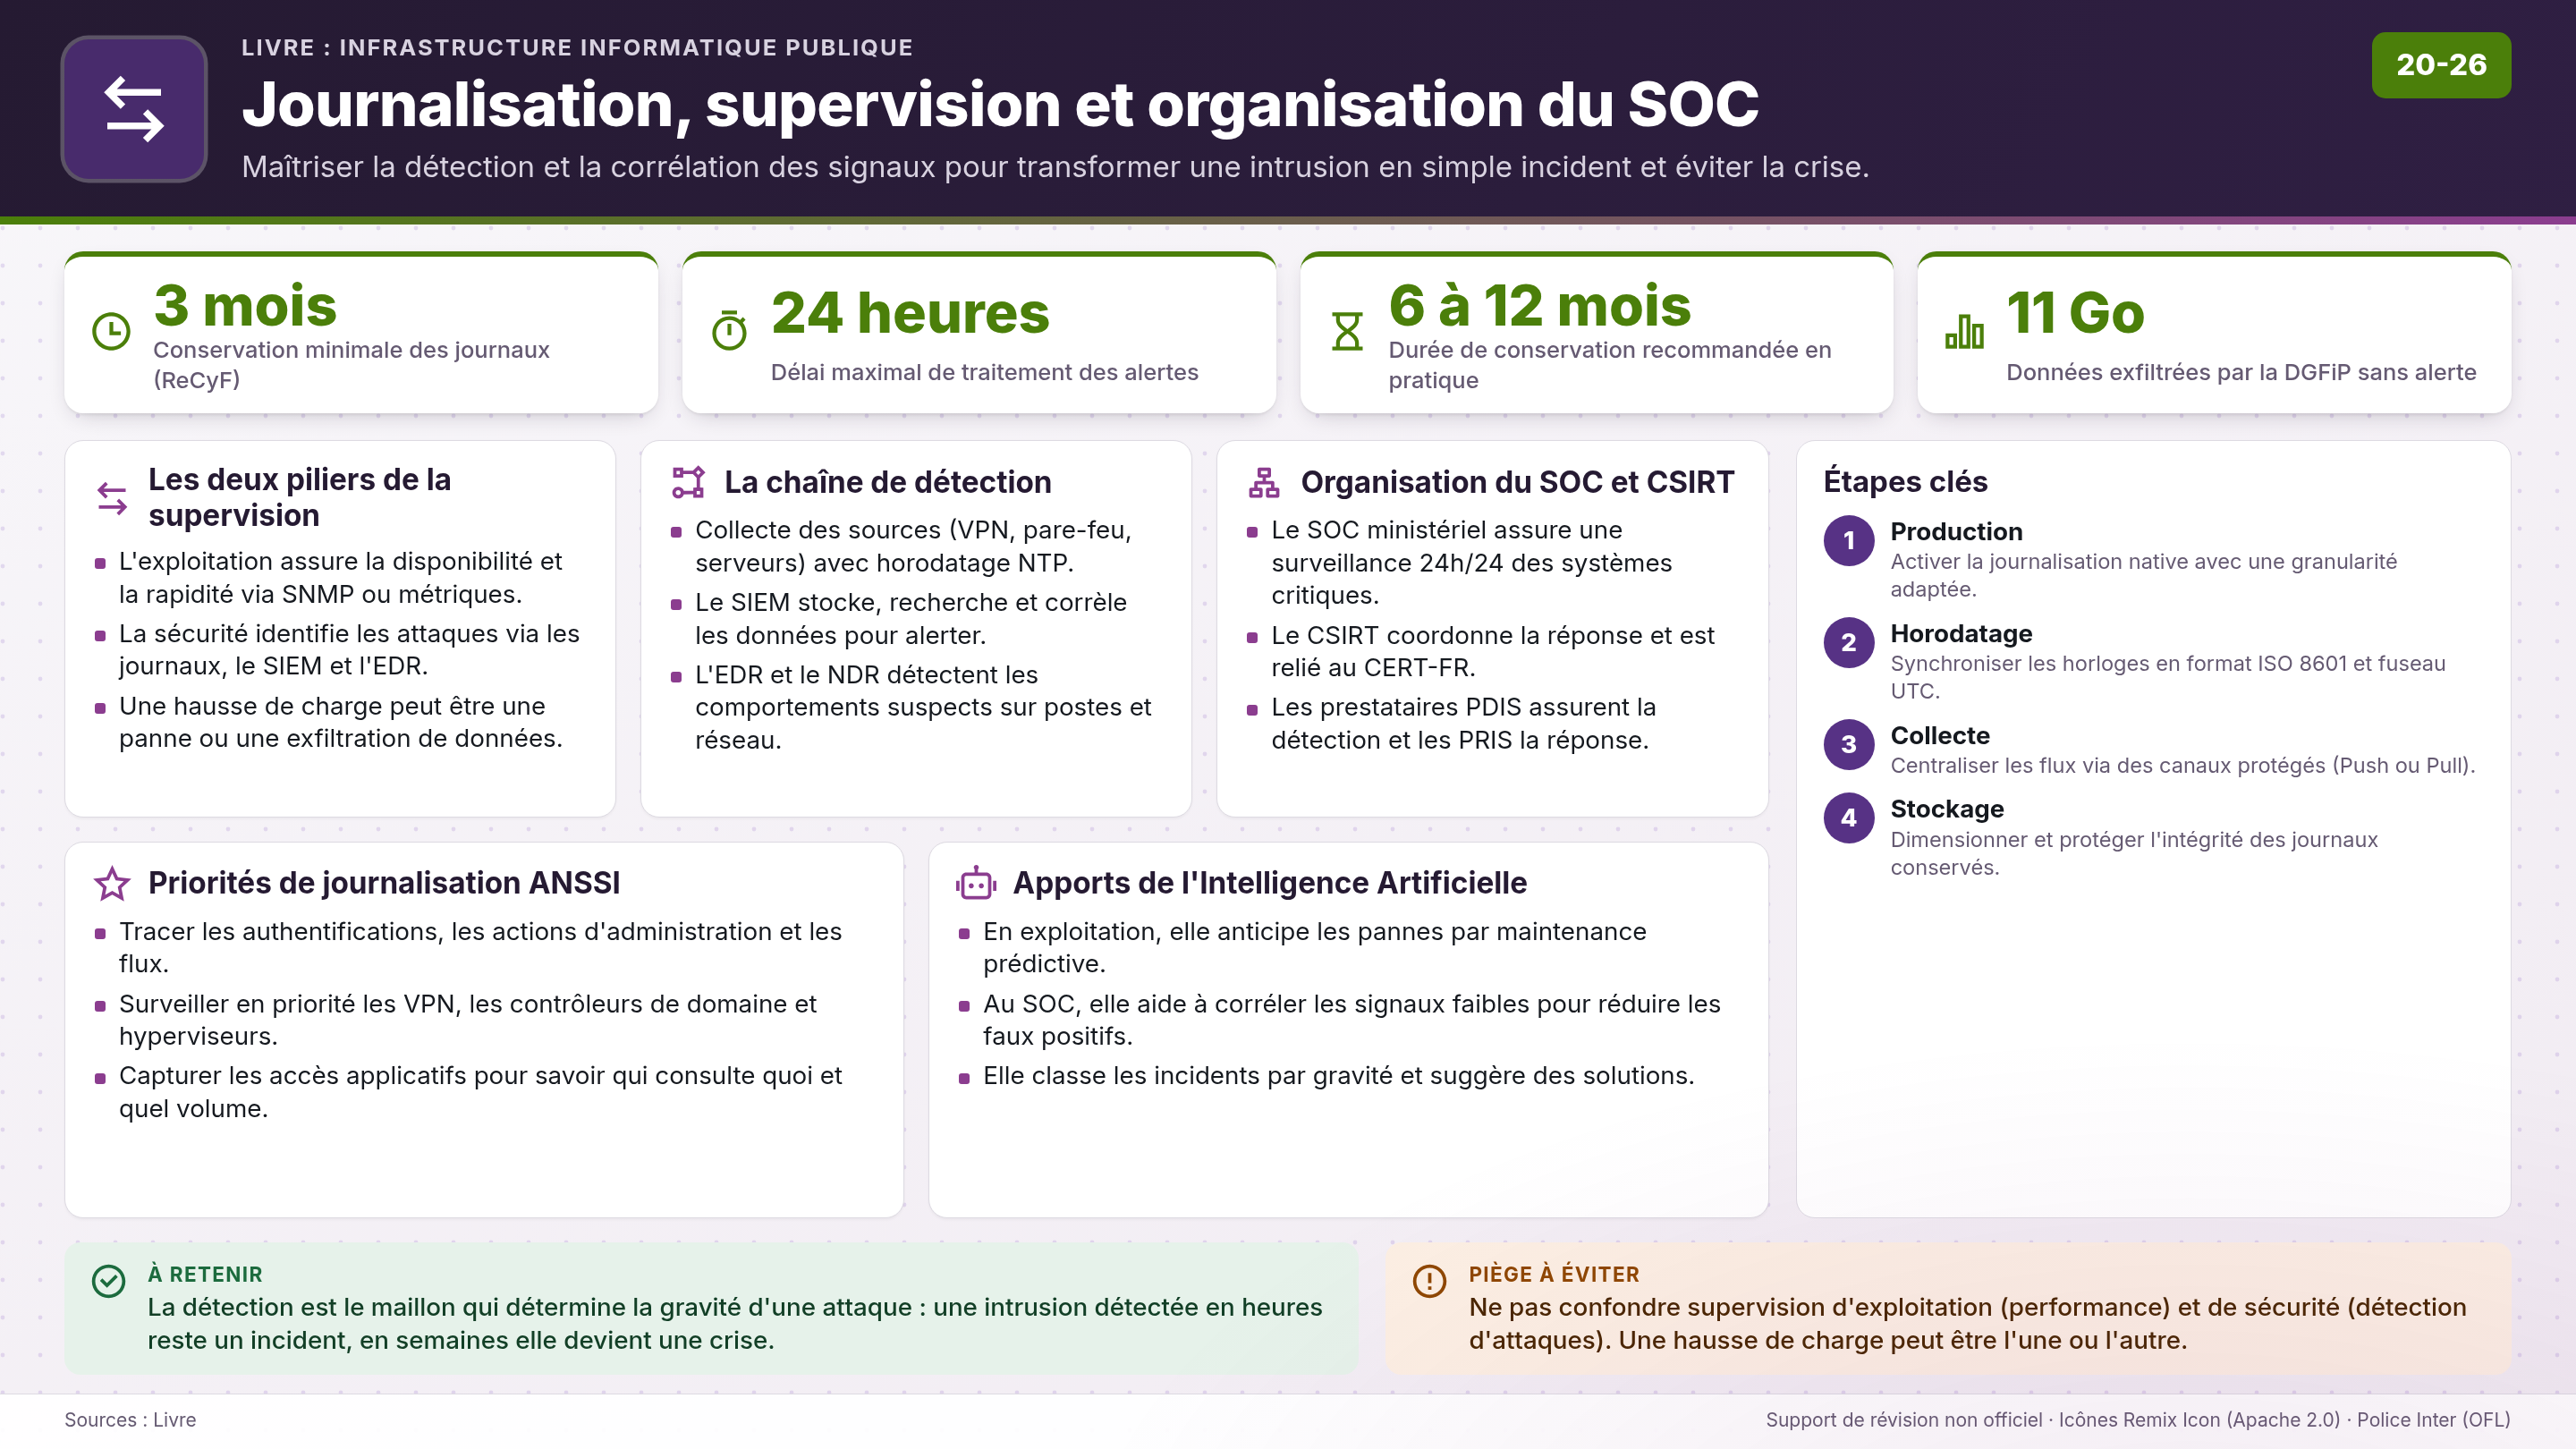 LIVRE : INFRASTRUCTURE INFORMATIQUE PUBLIQUE
Journalisation, supervision et organisation du SOC
Maîtriser la détection et la corrélation des signaux pour transformer une intrusion en simple incident et éviter la crise.
20-26
3 mois
Conservation minimale des journaux
(ReCyF)
24 heures
Délai maximal de traitement des alertes
6 à 12 mois
Durée de conservation recommandée en
pratique
11 Go
Données exfiltrées par la DGFiP sans alerte
Les deux piliers de la
supervision
L'exploitation assure la disponibilité et
la rapidité via SNMP ou métriques.
La sécurité identifie les attaques via les
journaux, le SIEM et l'EDR.
Une hausse de charge peut être une
panne ou une exfiltration de données.
La chaîne de détection
Collecte des sources (VPN, pare-feu,
serveurs) avec horodatage NTP.
Le SIEM stocke, recherche et corrèle
les données pour alerter.
L'EDR et le NDR détectent les
comportements suspects sur postes et
réseau.
Organisation du SOC et CSIRT
Le SOC ministériel assure une
surveillance 24h/24 des systèmes
critiques.
Le CSIRT coordonne la réponse et est
relié au CERT-FR.
Les prestataires PDIS assurent la
détection et les PRIS la réponse.
Étapes clés
1
Production
Activer la journalisation native avec une granularité
adaptée.
2
Horodatage
Synchroniser les horloges en format ISO 8601 et fuseau
UTC.
3
Collecte
Centraliser les flux via des canaux protégés (Push ou Pull).
4
Stockage
Dimensionner et protéger l'intégrité des journaux
conservés.
Priorités de journalisation ANSSI
Tracer les authentifications, les actions d'administration et les
flux.
Surveiller en priorité les VPN, les contrôleurs de domaine et
hyperviseurs.
Capturer les accès applicatifs pour savoir qui consulte quoi et
quel volume.
Apports de l'Intelligence Artificielle
En exploitation, elle anticipe les pannes par maintenance
prédictive.
Au SOC, elle aide à corréler les signaux faibles pour réduire les
faux positifs.
Elle classe les incidents par gravité et suggère des solutions.
À RETENIR
La détection est le maillon qui détermine la gravité d'une attaque : une intrusion détectée en heures
reste un incident, en semaines elle devient une crise.
PIÈGE À ÉVITER
Ne pas confondre supervision d'exploitation (performance) et de sécurité (détection
d'attaques). Une hausse de charge peut être l'une ou l'autre.
Sources : Livre
Support de révision non officiel · Icônes Remix Icon (Apache 2.0) · Police Inter (OFL)